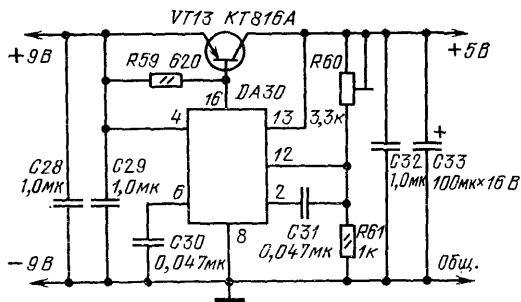 VT13 КТ816А
+9В
+5В
R59 620
R60
16
DA30
4
13
3,3к
12
C28
1,0мк
C29
1,0мк
6
2
C32
1,0мк
+
C33
100мк×16В
C30
0,047мк
8
C31
0,047мк
R61
1к
-9В
Общ.